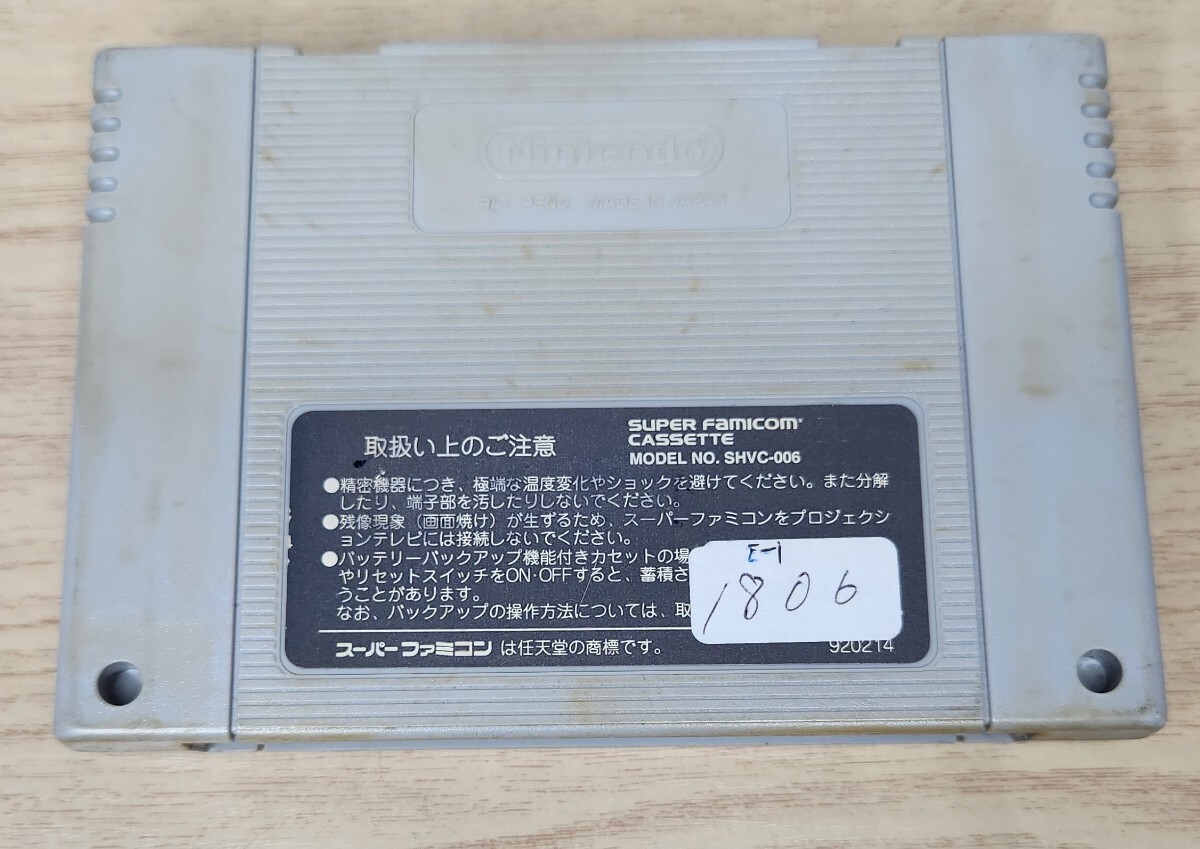 Nintendo
PAT. PEND. MADE IN JAPAN
取扱い上のご注意
SUPER FAMICOM
CASSETTE
MODEL NO. SHVC-006
●精密機器につき、極端な温度変化やショックを避けてください。また分解
したり、端子部を汚したりしないでください。
●残像現象（画面焼け）が生ずるため、スーパーファミコンをプロジェクシ
ョンテレビには接続しないでください。
●バッテリーバックアップ機能付きカセットの場
やリセットスイッチをON・OFFすると、蓄積さ
うことがあります。
なお、バックアップの操作方法については、取
E-1
1806
スーパーファミコン は任天堂の商標です。
920214